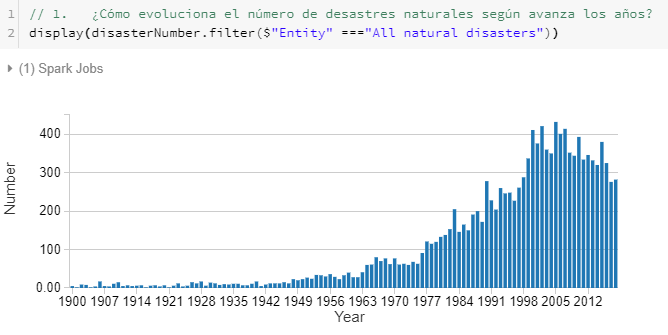 1 // 1. ¿Cómo evoluciona el número de desastres naturales según avanza los años?
2 display(disasterNumber.filter($"Entity" ==="All natural disasters"))
(1) Spark Jobs
400
300
200
100
0.00
Number
1900 1907 1914 1921 1928 1935 1942 1949 1956 1963 1970 1977 1984 1991 1998 2005 2012
Year